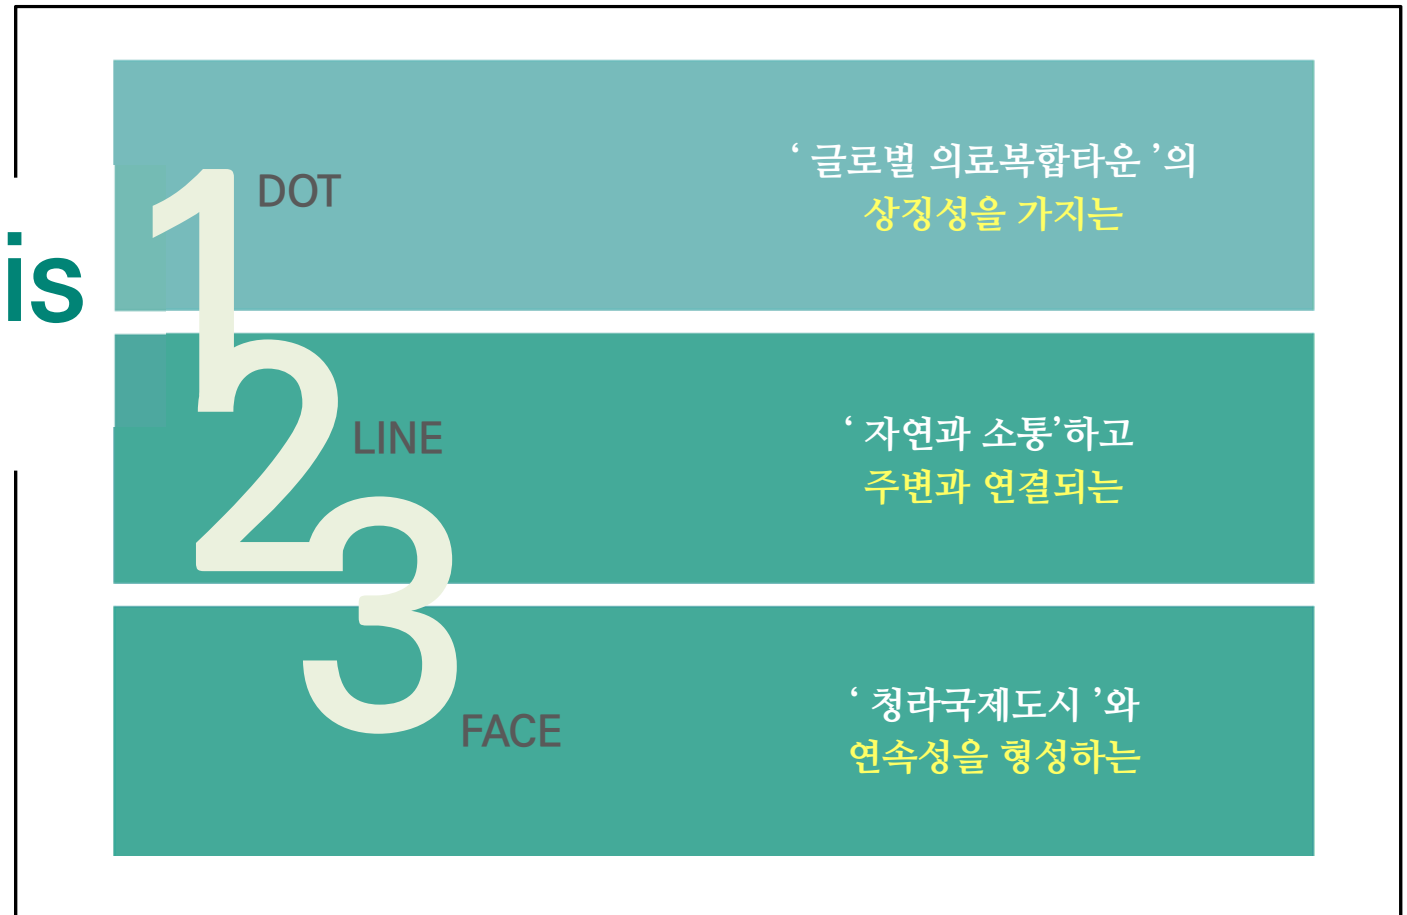 is
1
DOT
‘ 글로벌 의료복합타운 ’의
상징성을 가지는
2
LINE
‘ 자연과 소통’하고
주변과 연결되는
3
FACE
‘ 청라국제도시 ’와
연속성을 형성하는